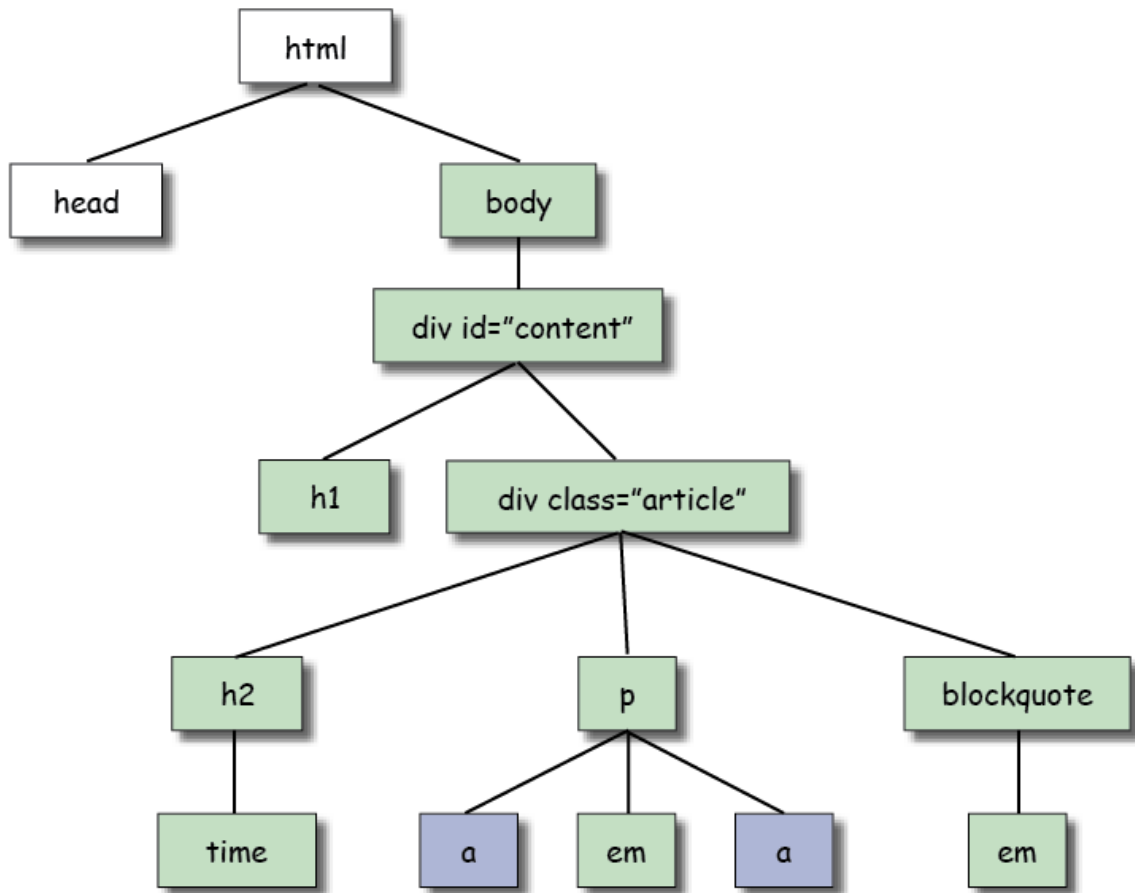 html
head
body
div id=”content”
h1
div class=”article”
h2
p
blockquote
time
a
em
a
em